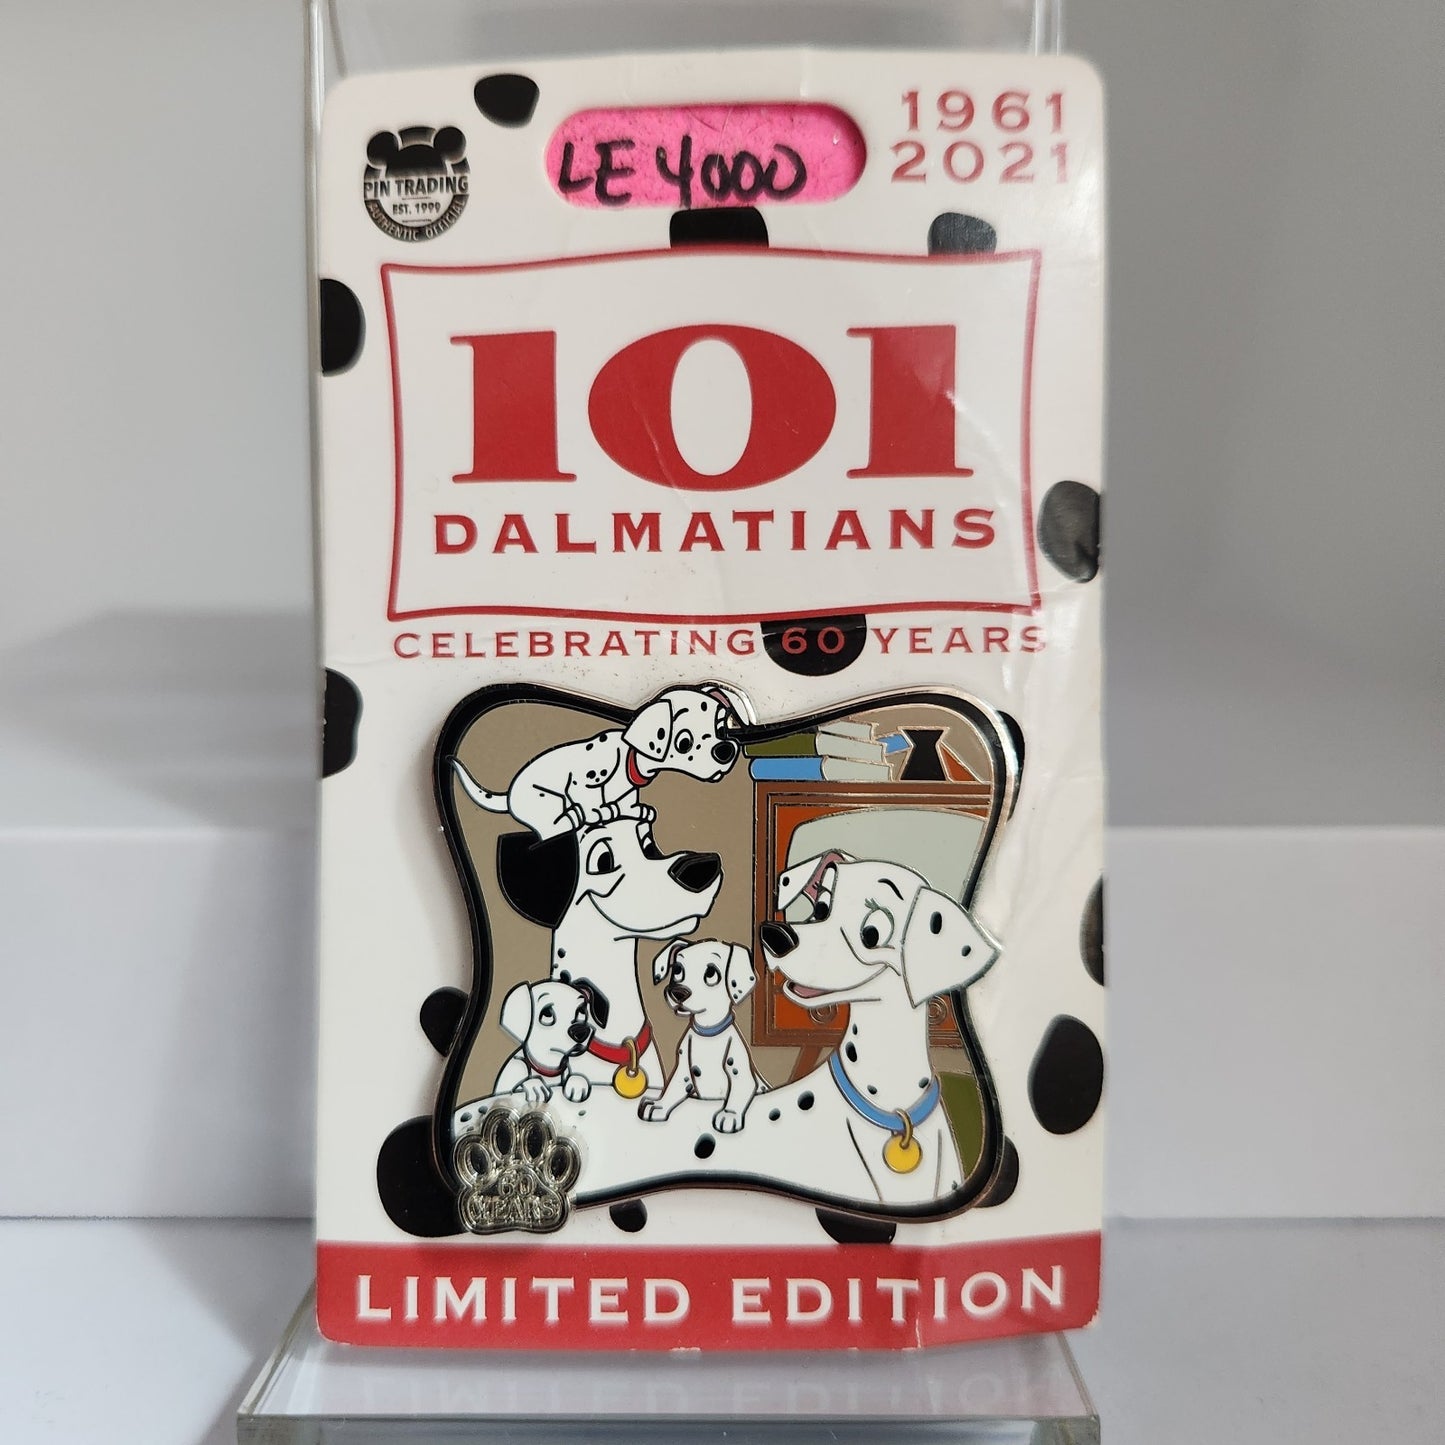 LE 4000
1961
2021
PIN TRADING
EST. 1999
AUTHENTIC OFFICIAL
101
DALMATIANS
CELEBRATING 60 YEARS
60
YEARS
LIMITED EDITION